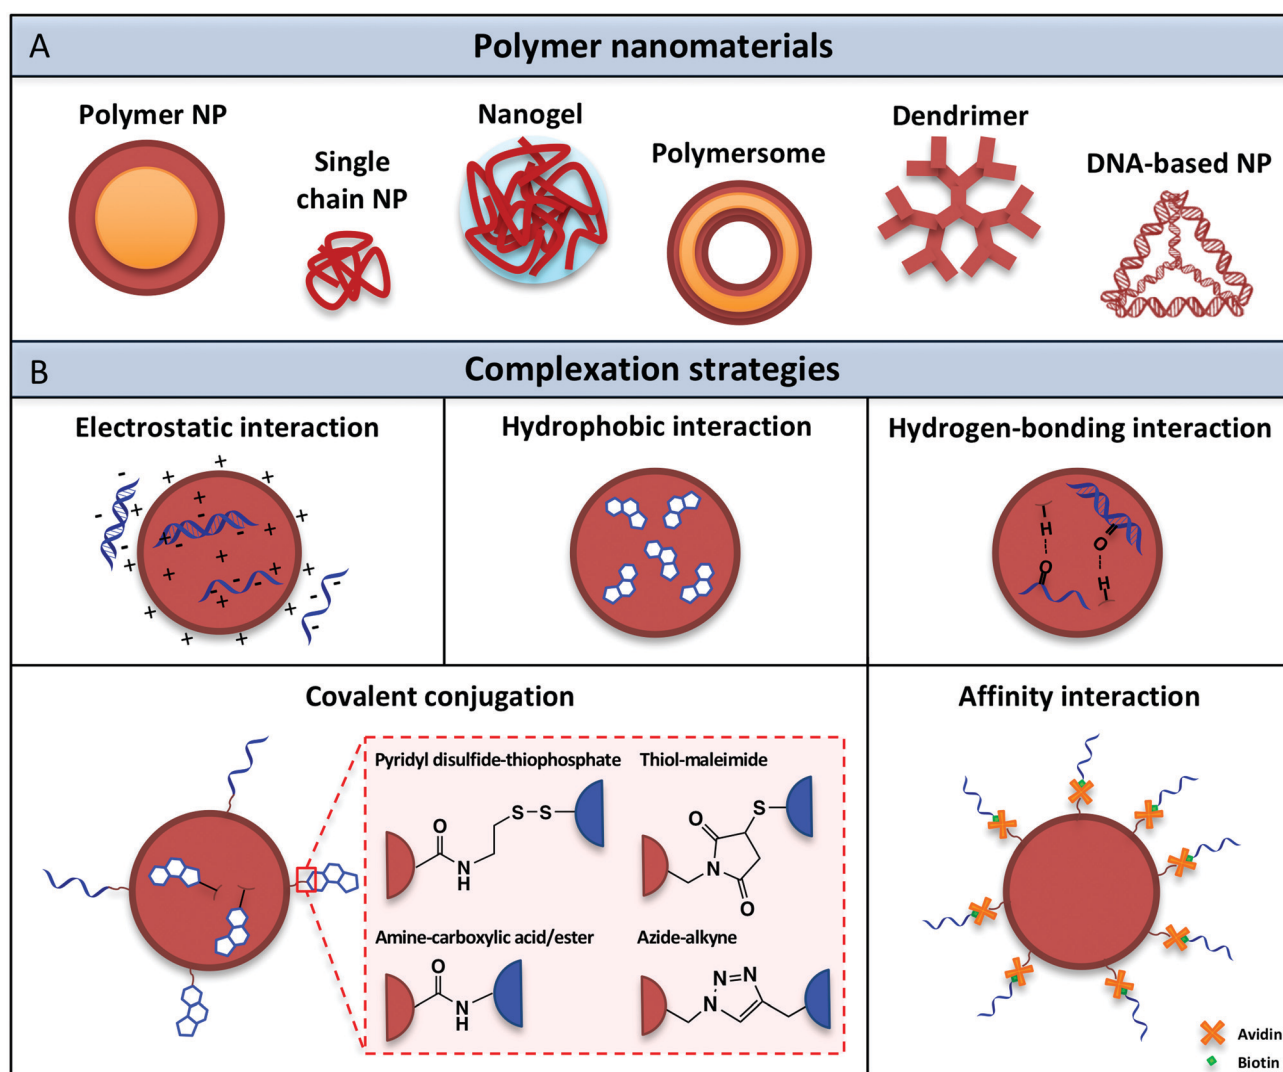 A
Polymer nanomaterials
Polymer NP
Single
chain NP
Nanogel
Polymersome
Dendrimer
DNA-based NP
B
Complexation strategies
Electrostatic interaction
+ + + + + + + + + + + + + + + + +
- - - - - - - - - - -
Hydrophobic interaction
Hydrogen-bonding interaction
H
O
O
H
Covalent conjugation
Pyridyl disulfide-thiophosphate
S-S
O
N
H
Thiol-maleimide
S
O
N
O
Amine-carboxylic acid/ester
O
N
H
Azide-alkyne
N=N
N
Affinity interaction
Avidin
Biotin